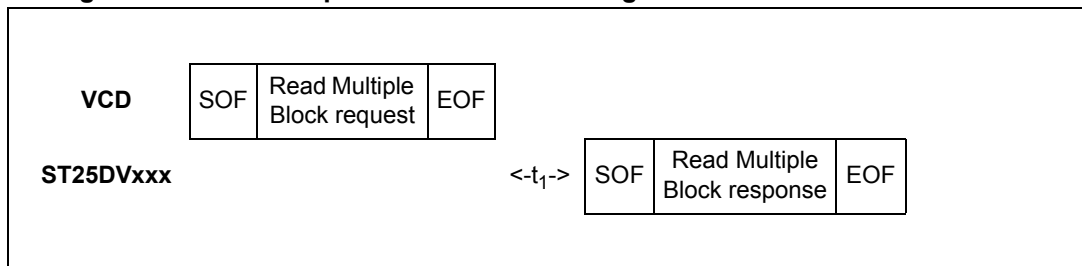 VCD SOF Read Multiple EOF
Block request
ST25DVxxx <-t1-> SOF Read Multiple EOF
Block response